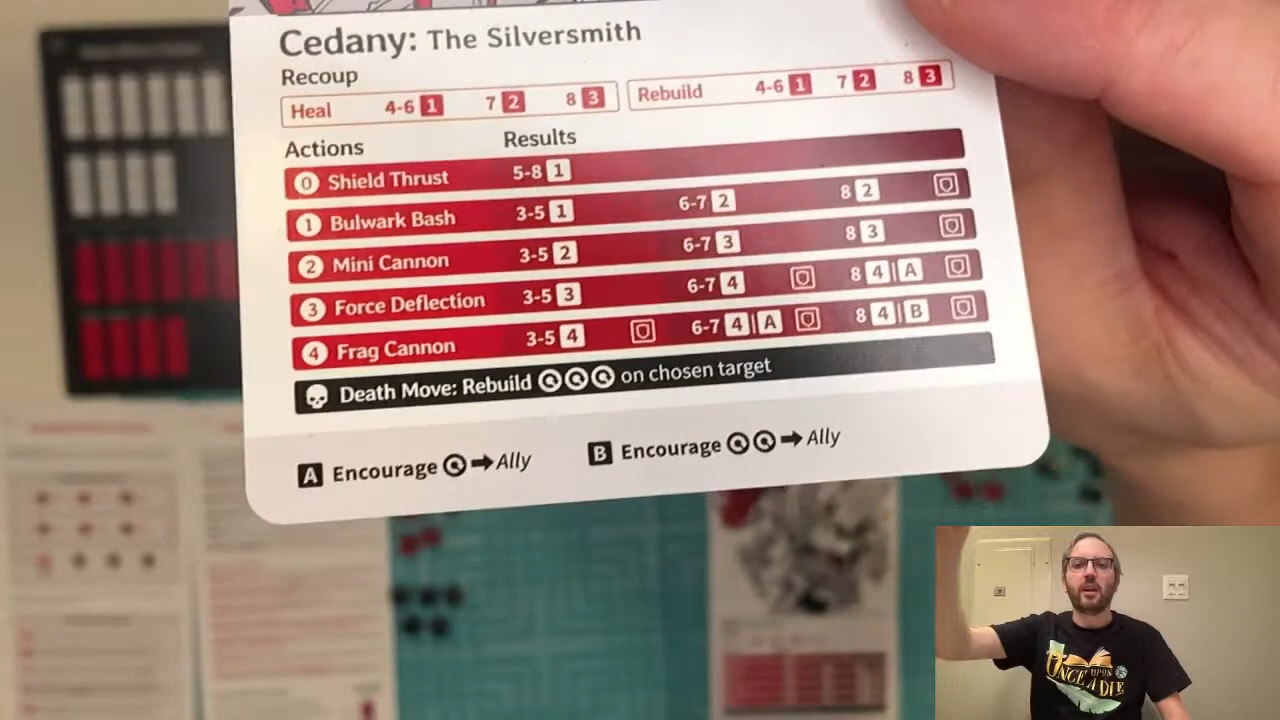 Cedany: The Silversmith
Recoup
Heal 4-6 1 7 2 8 3 Rebuild 4-6 1 7 2 8 3
Actions Results
0 Shield Thrust 5-8 1
1 Bulwark Bash 3-5 1 6-7 2 8 2
2 Mini Cannon 3-5 2 6-7 3 8 3
3 Force Deflection 3-5 3 6-7 4 8 4|A
4 Frag Cannon 3-5 4 6-7 4|A 8 4|B
Death Move: Rebuild on chosen target
A Encourage Ally B Encourage Ally
ONCE UPON
A DIE